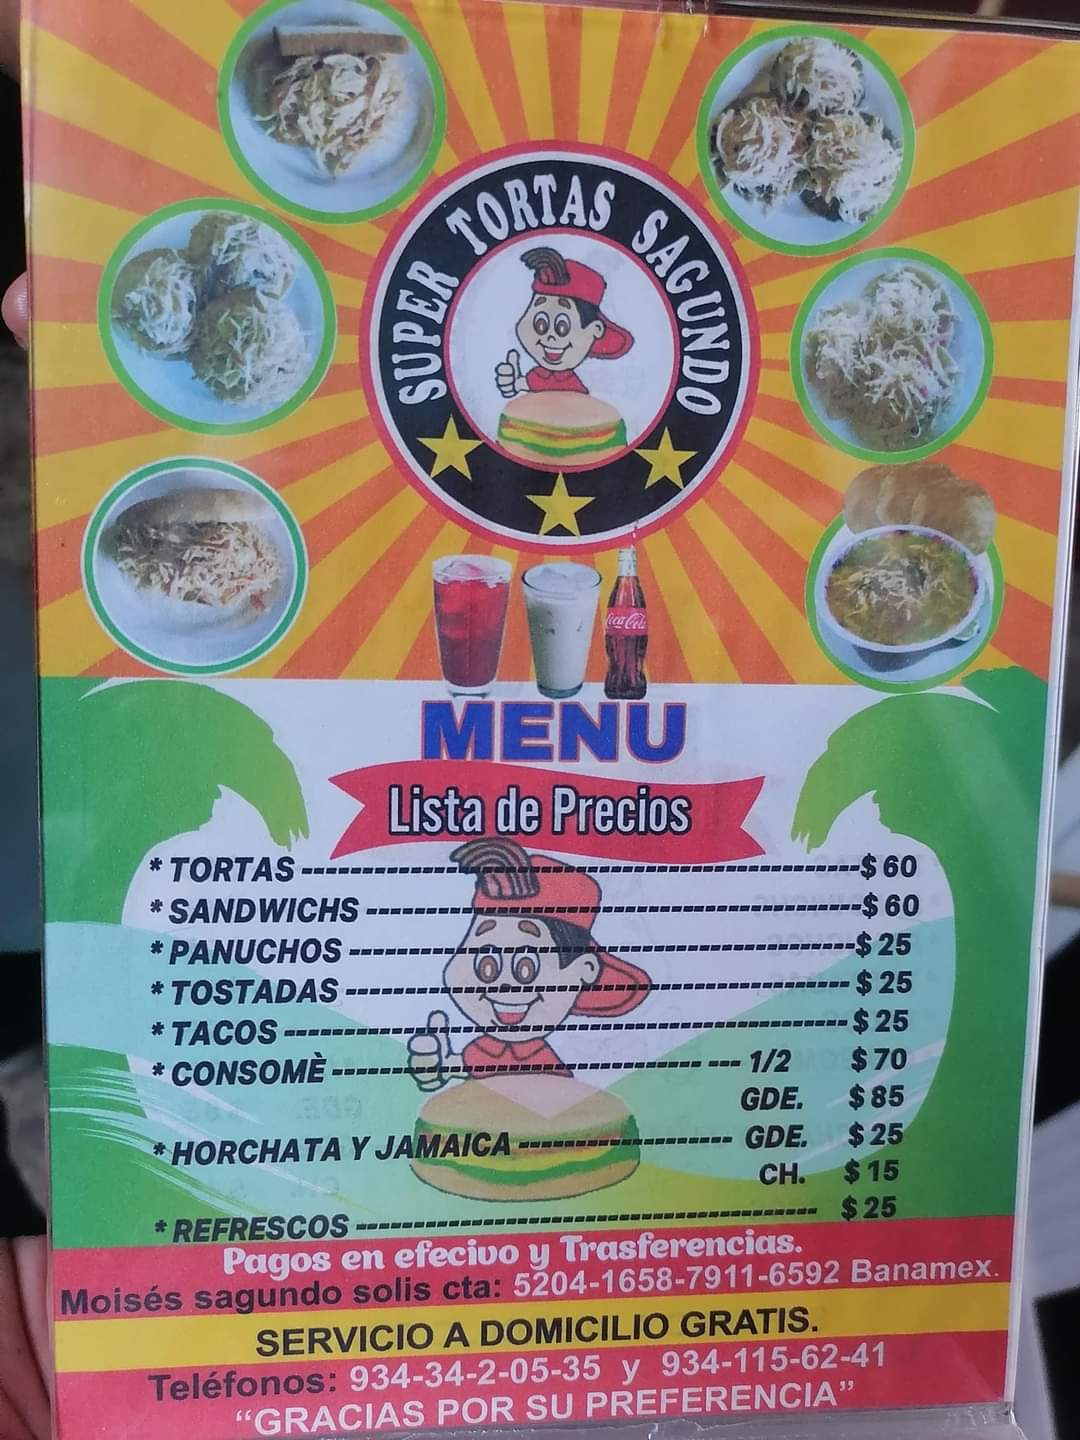 SUPER TORTAS SAGUNDO
Coca-Cola
MENU
Lista de Precios
* TORTAS ---------- $ 60
* SANDWICHS ---------- $ 60
* PANUCHOS ---------- $ 25
* TOSTADAS ---------- $ 25
* TACOS ---------- $ 25
* CONSOMÈ ---------- 1/2 $ 70
GDE. $ 85
* HORCHATA Y JAMAICA ---------- GDE. $ 25
CH. $ 15
* REFRESCOS ---------- $ 25
Pagos en efecivo y Trasferencias.
Moisés sagundo solis cta: 5204-1658-7911-6592 Banamex.
SERVICIO A DOMICILIO GRATIS.
Teléfonos: 934-34-2-05-35 y 934-115-62-41
“GRACIAS POR SU PREFERENCIA”